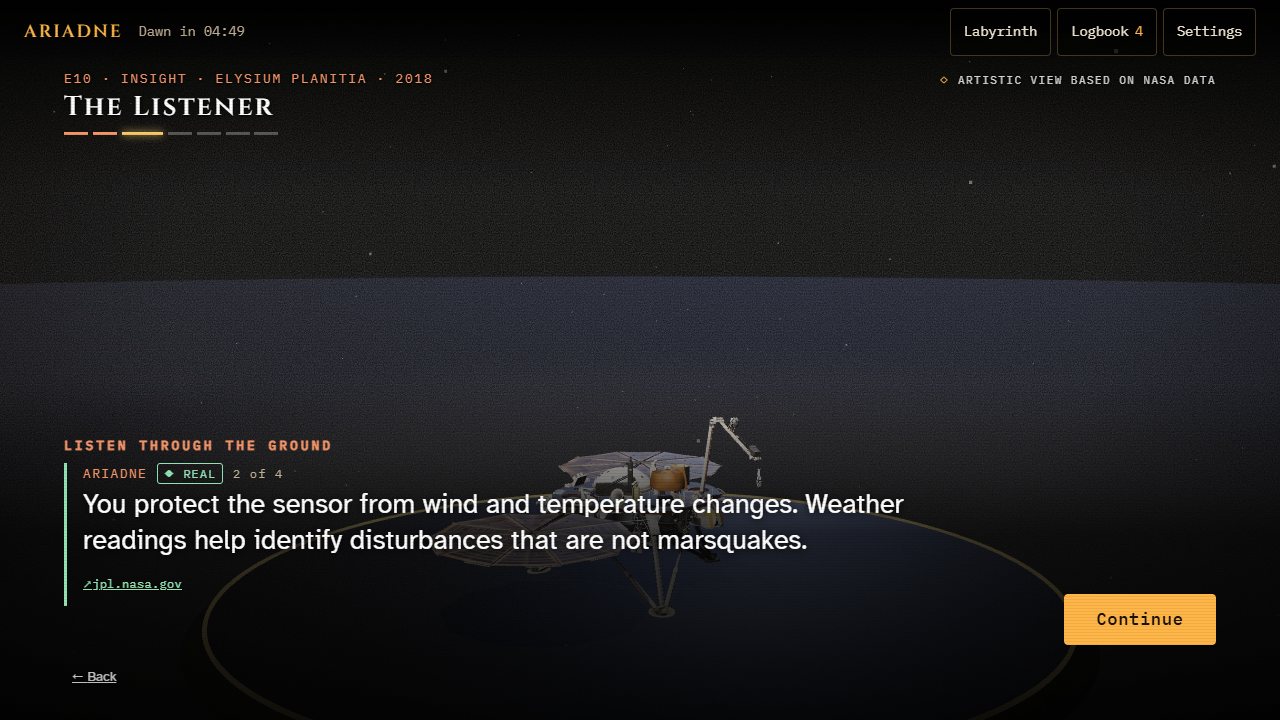 ARIADNE Dawn in 04:49 Labyrinth Logbook 4 Settings
E10 · INSIGHT · ELYSIUM PLANITIA · 2018
◇ ARTISTIC VIEW BASED ON NASA DATA
The Listener
LISTEN THROUGH THE GROUND
ARIADNE ◆ REAL 2 of 4
You protect the sensor from wind and temperature changes. Weather
readings help identify disturbances that are not marsquakes.
↗jpl.nasa.gov
Continue
← Back